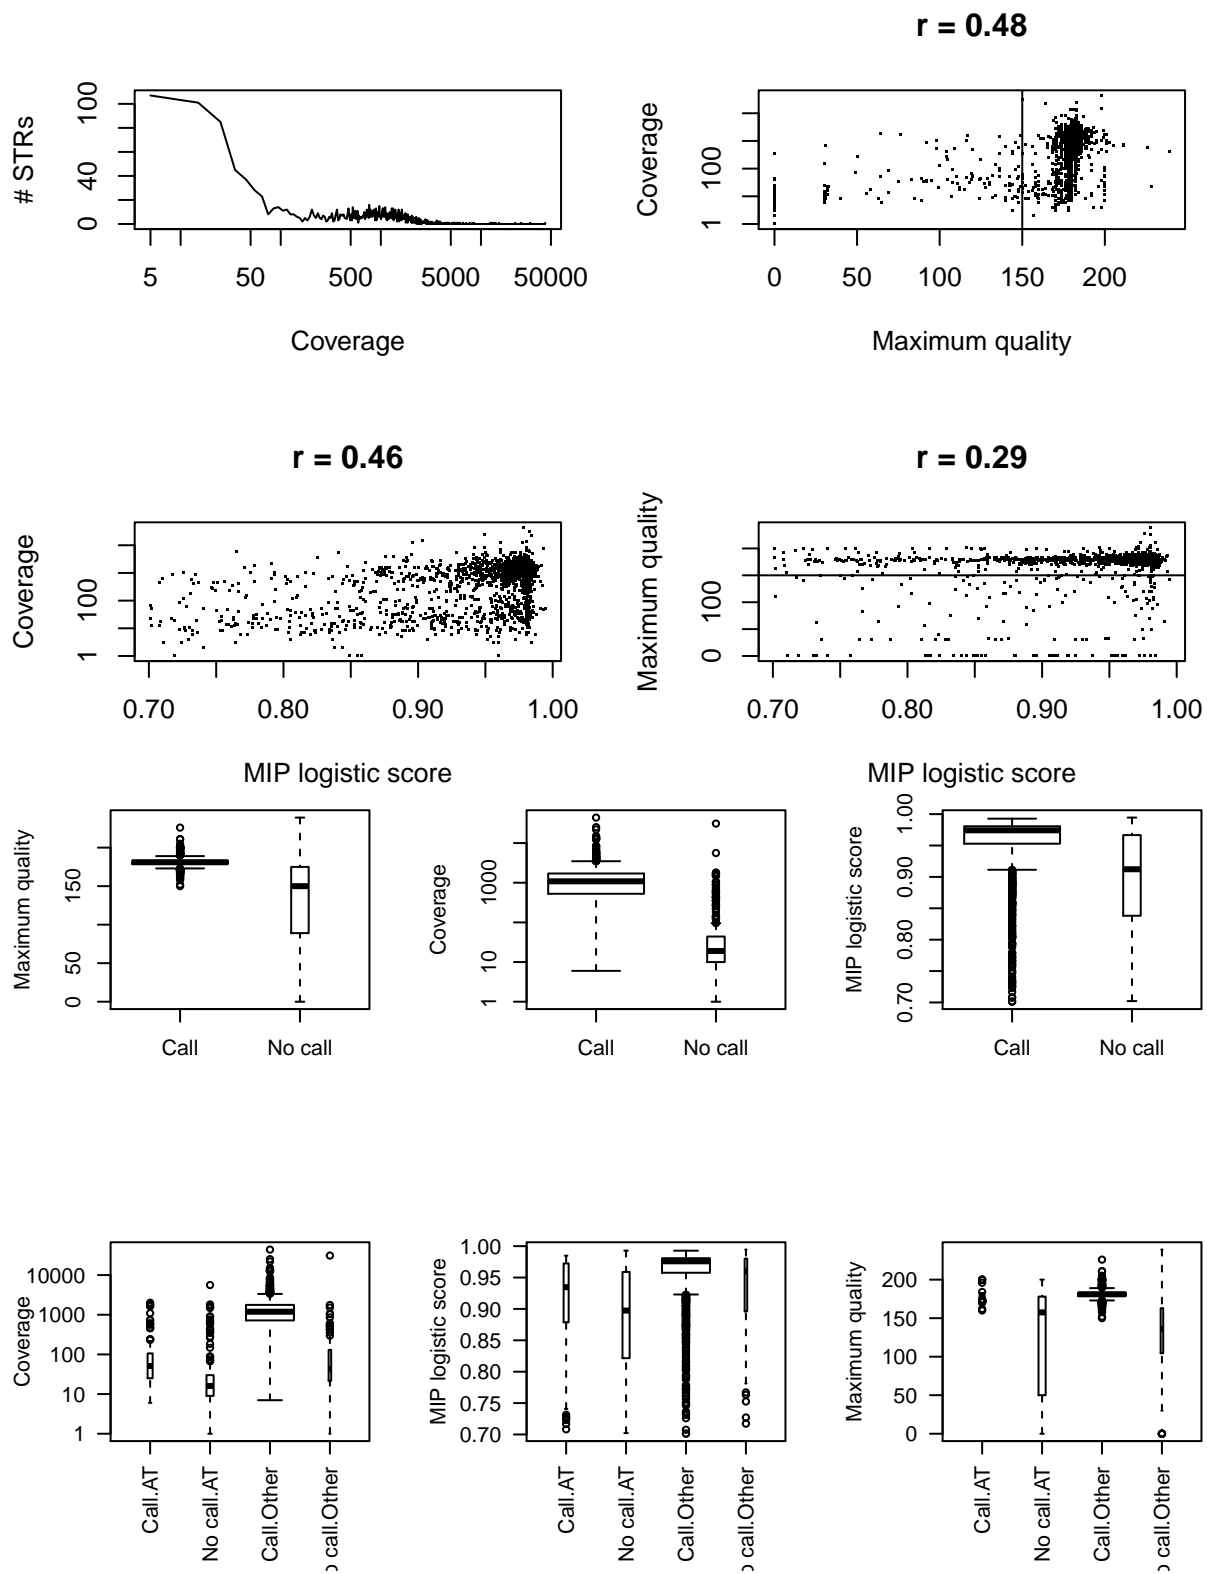 r = 0.48
# STRs
0 40 100
5 50 500 5000 50000
Coverage
Coverage
1 100
0 50 100 150 200
Maximum quality
r = 0.46
r = 0.29
Coverage
1 100
0.70 0.80 0.90 1.00
MIP logistic score
Maximum quality
0 100
0.70 0.80 0.90 1.00
MIP logistic score
Maximum quality
0 50 150
Call No call
Coverage
1 10 1000
Call No call
MIP logistic score
0.70 0.80 0.90 1.00
Call No call
Coverage
10000
1000
100
10
1
Call.AT
No call.AT
Call.Other
o call.Other
MIP logistic score
1.00
0.95
0.90
0.85
0.80
0.75
0.70
Call.AT
No call.AT
Call.Other
o call.Other
Maximum quality
200
150
100
50
0
Call.AT
No call.AT
Call.Other
o call.Other